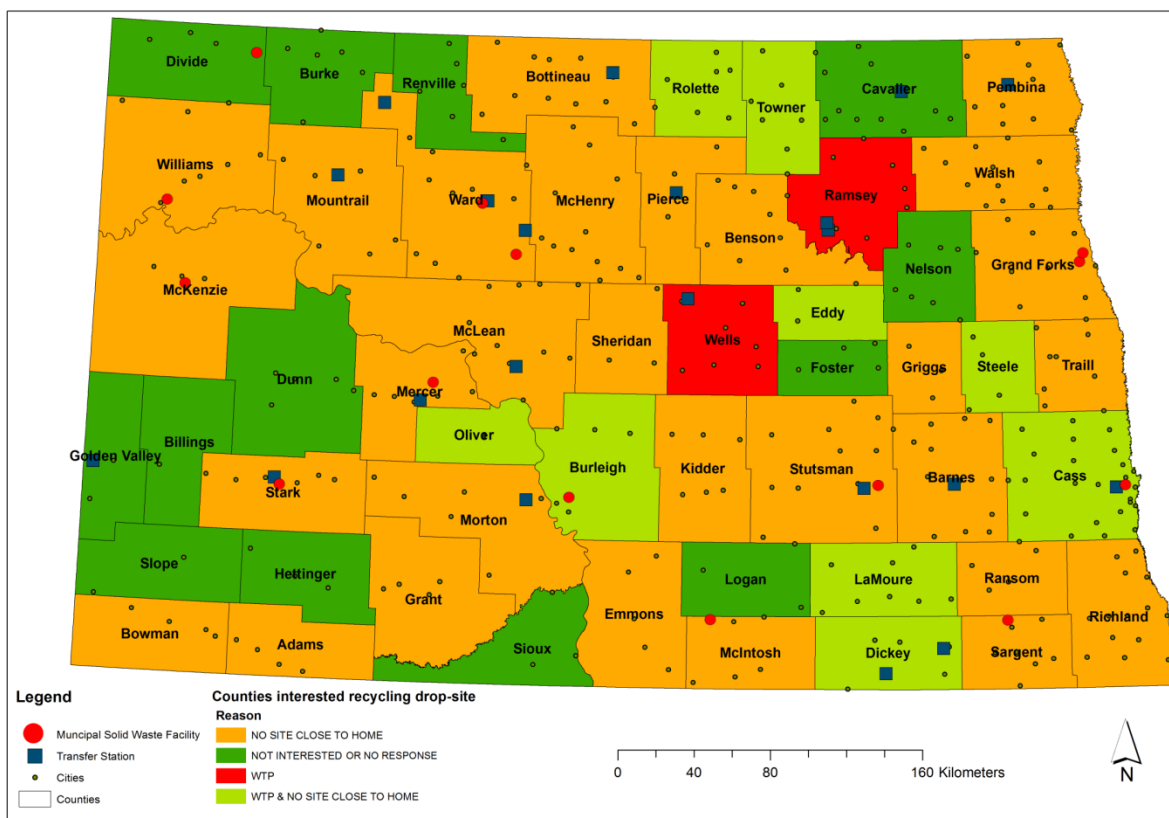 Divide
Burke
Renville
Bottineau
Rolette
Towner
Cavalier
Pembina
Williams
Mountrail
Ward
McHenry
Pierce
Benson
Ramsey
Walsh
McKenzie
Nelson
Grand Forks
McLean
Sheridan
Wells
Eddy
Foster
Griggs
Steele
Traill
Dunn
Mercer
Oliver
Golden Valley
Billings
Stark
Morton
Burleigh
Kidder
Stutsman
Barnes
Cass
Slope
Hettinger
Grant
Emmons
Logan
LaMoure
Ransom
Richland
Bowman
Adams
Sioux
McIntosh
Dickey
Sargent
Legend
Muncipal Solid Waste Facility
Transfer Station
Cities
Counties
Counties interested recycling drop-site
Reason
NO SITE CLOSE TO HOME
NOT INTERESTED OR NO RESPONSE
WTP
WTP & NO SITE CLOSE TO HOME
0 40 80 160 Kilometers
N